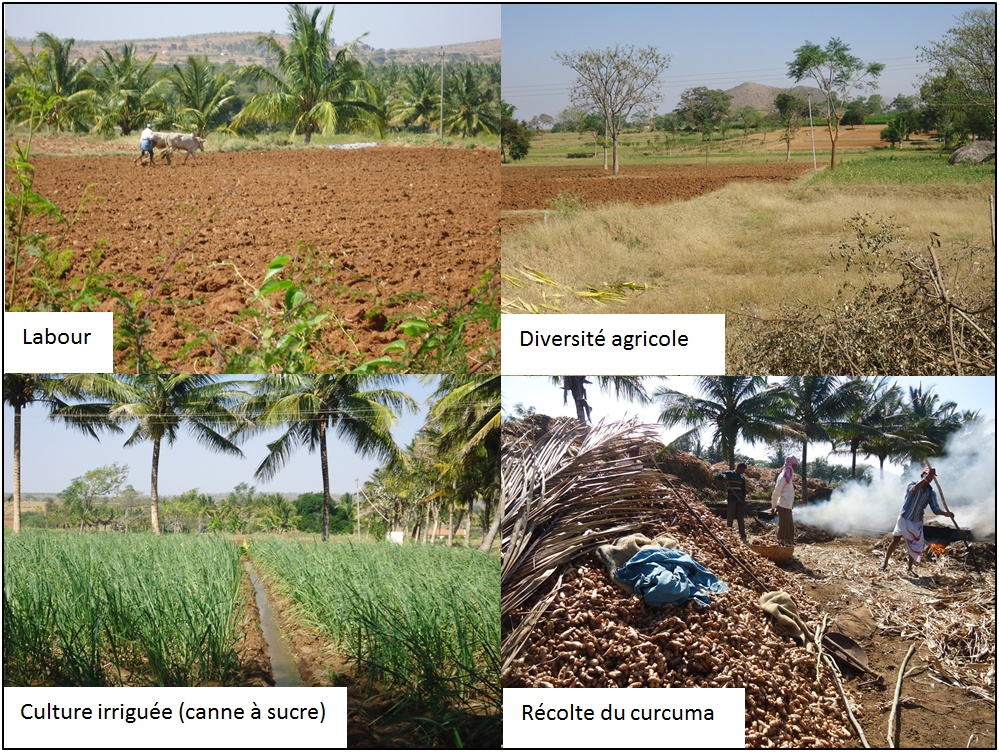 Labour
Diversité agricole
Culture irriguée (canne à sucre)
Récolte du curcuma